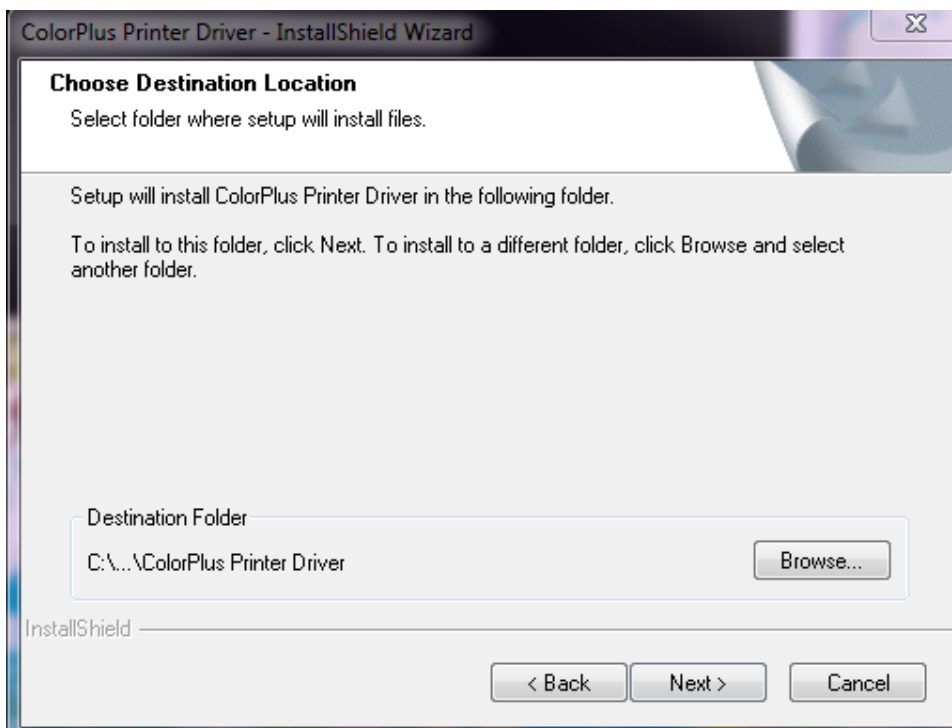 ColorPlus Printer Driver - InstallShield Wizard
Choose Destination Location
Select folder where setup will install files.
Setup will install ColorPlus Printer Driver in the following folder.
To install to this folder, click Next. To install to a different folder, click Browse and select
another folder.
Destination Folder
C:\...\ColorPlus Printer Driver
Browse...
InstallShield
< Back
Next >
Cancel